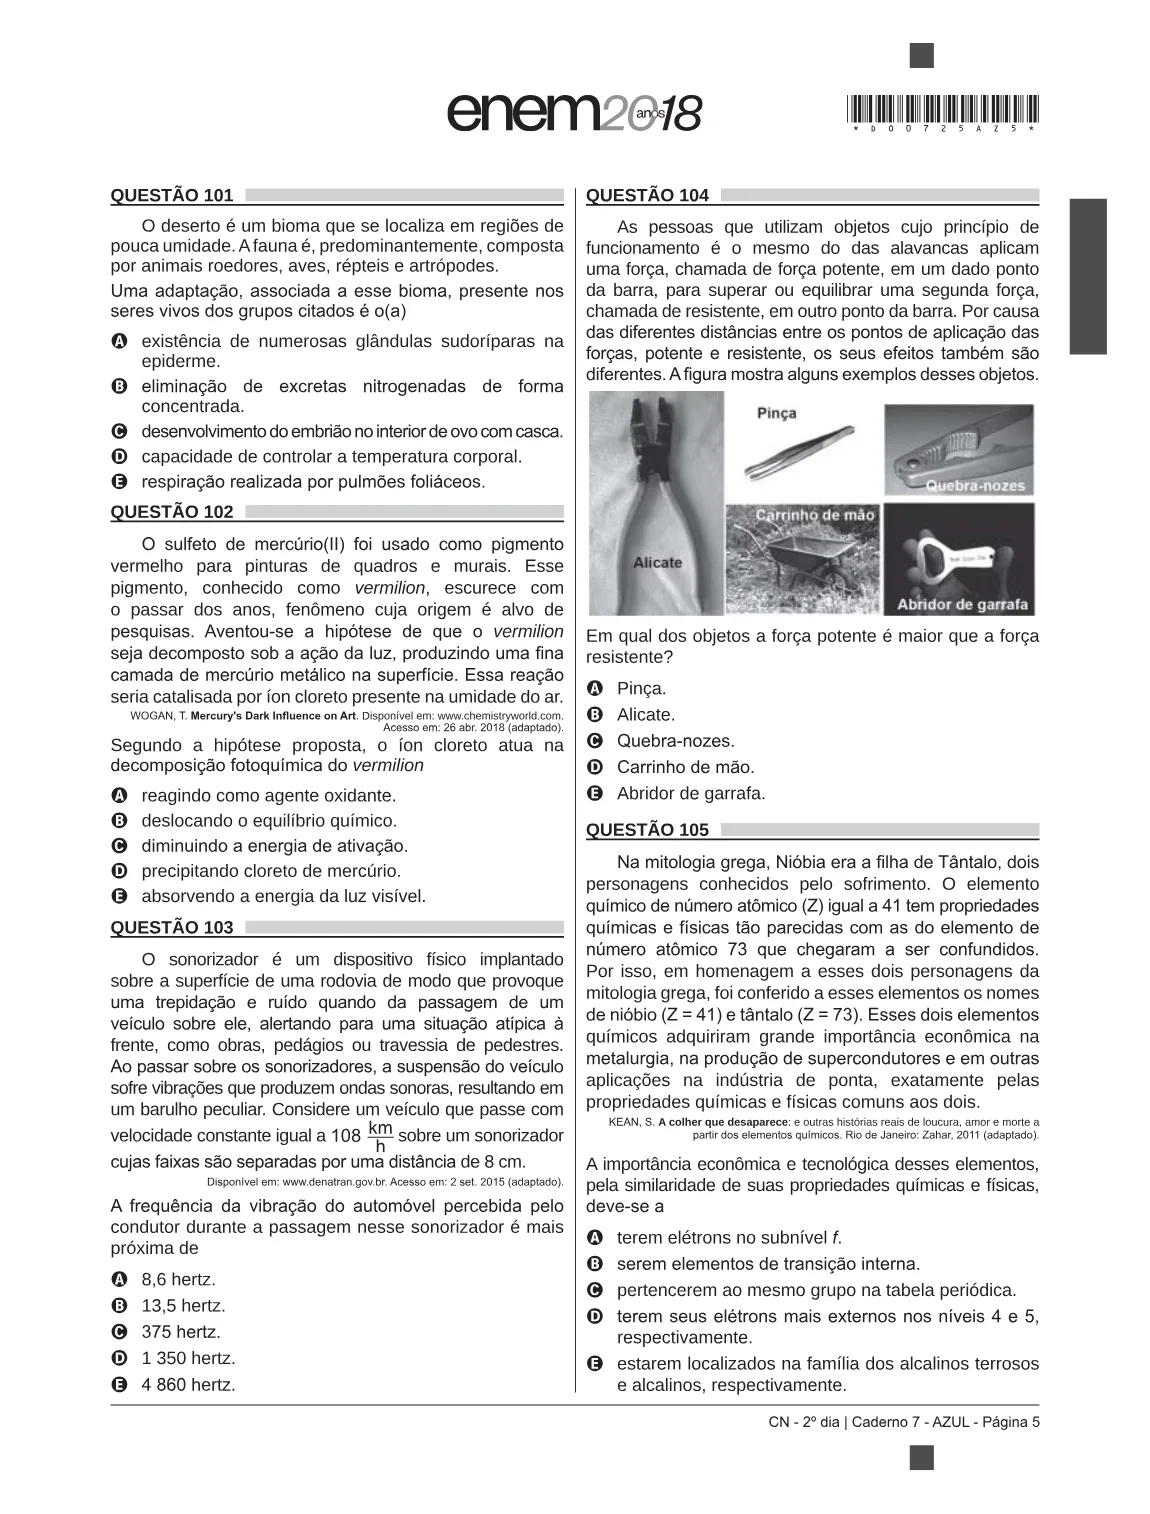 enem20anos18
*D00725AZ5*
QUESTÃO 101
O deserto é um bioma que se localiza em regiões de
pouca umidade. A fauna é, predominantemente, composta
por animais roedores, aves, répteis e artrópodes.
Uma adaptação, associada a esse bioma, presente nos
seres vivos dos grupos citados é o(a)
A existência de numerosas glândulas sudoríparas na
epiderme.
B eliminação de excretas nitrogenadas de forma
concentrada.
C desenvolvimento do embrião no interior de ovo com casca.
D capacidade de controlar a temperatura corporal.
E respiração realizada por pulmões foliáceos.
QUESTÃO 102
O sulfeto de mercúrio(II) foi usado como pigmento
vermelho para pinturas de quadros e murais. Esse
pigmento, conhecido como vermilion, escurece com
o passar dos anos, fenômeno cuja origem é alvo de
pesquisas. Aventou-se a hipótese de que o vermilion
seja decomposto sob a ação da luz, produzindo uma fina
camada de mercúrio metálico na superfície. Essa reação
seria catalisada por íon cloreto presente na umidade do ar.
WOGAN, T. Mercury's Dark Influence on Art. Disponível em: www.chemistryworld.com.
Acesso em: 26 abr. 2018 (adaptado).
Segundo a hipótese proposta, o íon cloreto atua na
decomposição fotoquímica do vermilion
A reagindo como agente oxidante.
B deslocando o equilíbrio químico.
C diminuindo a energia de ativação.
D precipitando cloreto de mercúrio.
E absorvendo a energia da luz visível.
QUESTÃO 103
O sonorizador é um dispositivo físico implantado
sobre a superfície de uma rodovia de modo que provoque
uma trepidação e ruído quando da passagem de um
veículo sobre ele, alertando para uma situação atípica à
frente, como obras, pedágios ou travessia de pedestres.
Ao passar sobre os sonorizadores, a suspensão do veículo
sofre vibrações que produzem ondas sonoras, resultando em
um barulho peculiar. Considere um veículo que passe com
velocidade constante igual a 108 km/h sobre um sonorizador
cujas faixas são separadas por uma distância de 8 cm.
Disponível em: www.denatran.gov.br. Acesso em: 2 set. 2015 (adaptado).
A frequência da vibração do automóvel percebida pelo
condutor durante a passagem nesse sonorizador é mais
próxima de
A 8,6 hertz.
B 13,5 hertz.
C 375 hertz.
D 1 350 hertz.
E 4 860 hertz.
QUESTÃO 104
As pessoas que utilizam objetos cujo princípio de
funcionamento é o mesmo do das alavancas aplicam
uma força, chamada de força potente, em um dado ponto
da barra, para superar ou equilibrar uma segunda força,
chamada de resistente, em outro ponto da barra. Por causa
das diferentes distâncias entre os pontos de aplicação das
forças, potente e resistente, os seus efeitos também são
diferentes. A figura mostra alguns exemplos desses objetos.
Pinça
Quebra-nozes
Carrinho de mão
Alicate
Abridor de garrafa
Em qual dos objetos a força potente é maior que a força
resistente?
A Pinça.
B Alicate.
C Quebra-nozes.
D Carrinho de mão.
E Abridor de garrafa.
QUESTÃO 105
Na mitologia grega, Nióbia era a filha de Tântalo, dois
personagens conhecidos pelo sofrimento. O elemento
químico de número atômico (Z) igual a 41 tem propriedades
químicas e físicas tão parecidas com as do elemento de
número atômico 73 que chegaram a ser confundidos.
Por isso, em homenagem a esses dois personagens da
mitologia grega, foi conferido a esses elementos os nomes
de nióbio (Z = 41) e tântalo (Z = 73). Esses dois elementos
químicos adquiriram grande importância econômica na
metalurgia, na produção de supercondutores e em outras
aplicações na indústria de ponta, exatamente pelas
propriedades químicas e físicas comuns aos dois.
KEAN, S. A colher que desaparece: e outras histórias reais de loucura, amor e morte a
partir dos elementos químicos. Rio de Janeiro: Zahar, 2011 (adaptado).
A importância econômica e tecnológica desses elementos,
pela similaridade de suas propriedades químicas e físicas,
deve-se a
A terem elétrons no subnível f.
B serem elementos de transição interna.
C pertencerem ao mesmo grupo na tabela periódica.
D terem seus elétrons mais externos nos níveis 4 e 5,
respectivamente.
E estarem localizados na família dos alcalinos terrosos
e alcalinos, respectivamente.
CN - 2º dia | Caderno 7 - AZUL - Página 5